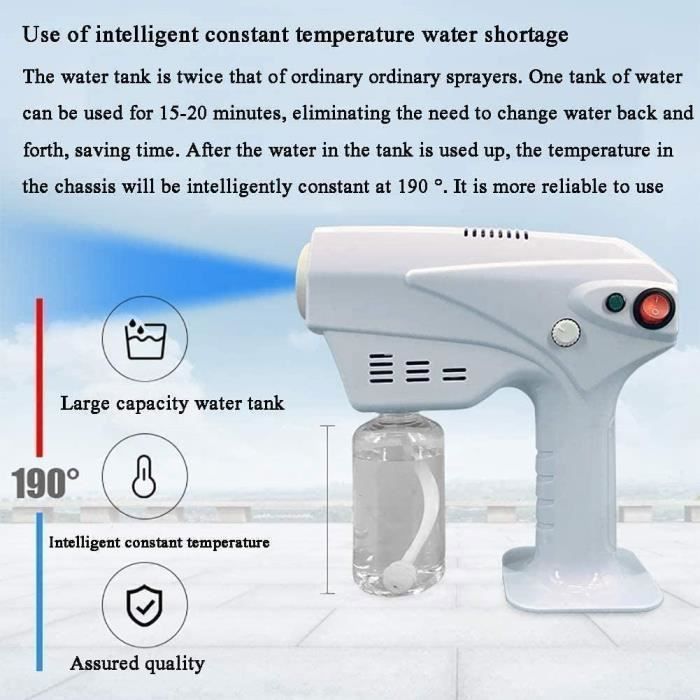 Use of intelligent constant temperature water shortage
The water tank is twice that of ordinary ordinary sprayers. One tank of water
can be used for 15-20 minutes, eliminating the need to change water back and
forth, saving time. After the water in the tank is used up, the temperature in
the chassis will be intelligently constant at 190 °. It is more reliable to use
Large capacity water tank
190°
Intelligent constant temperature
Assured quality